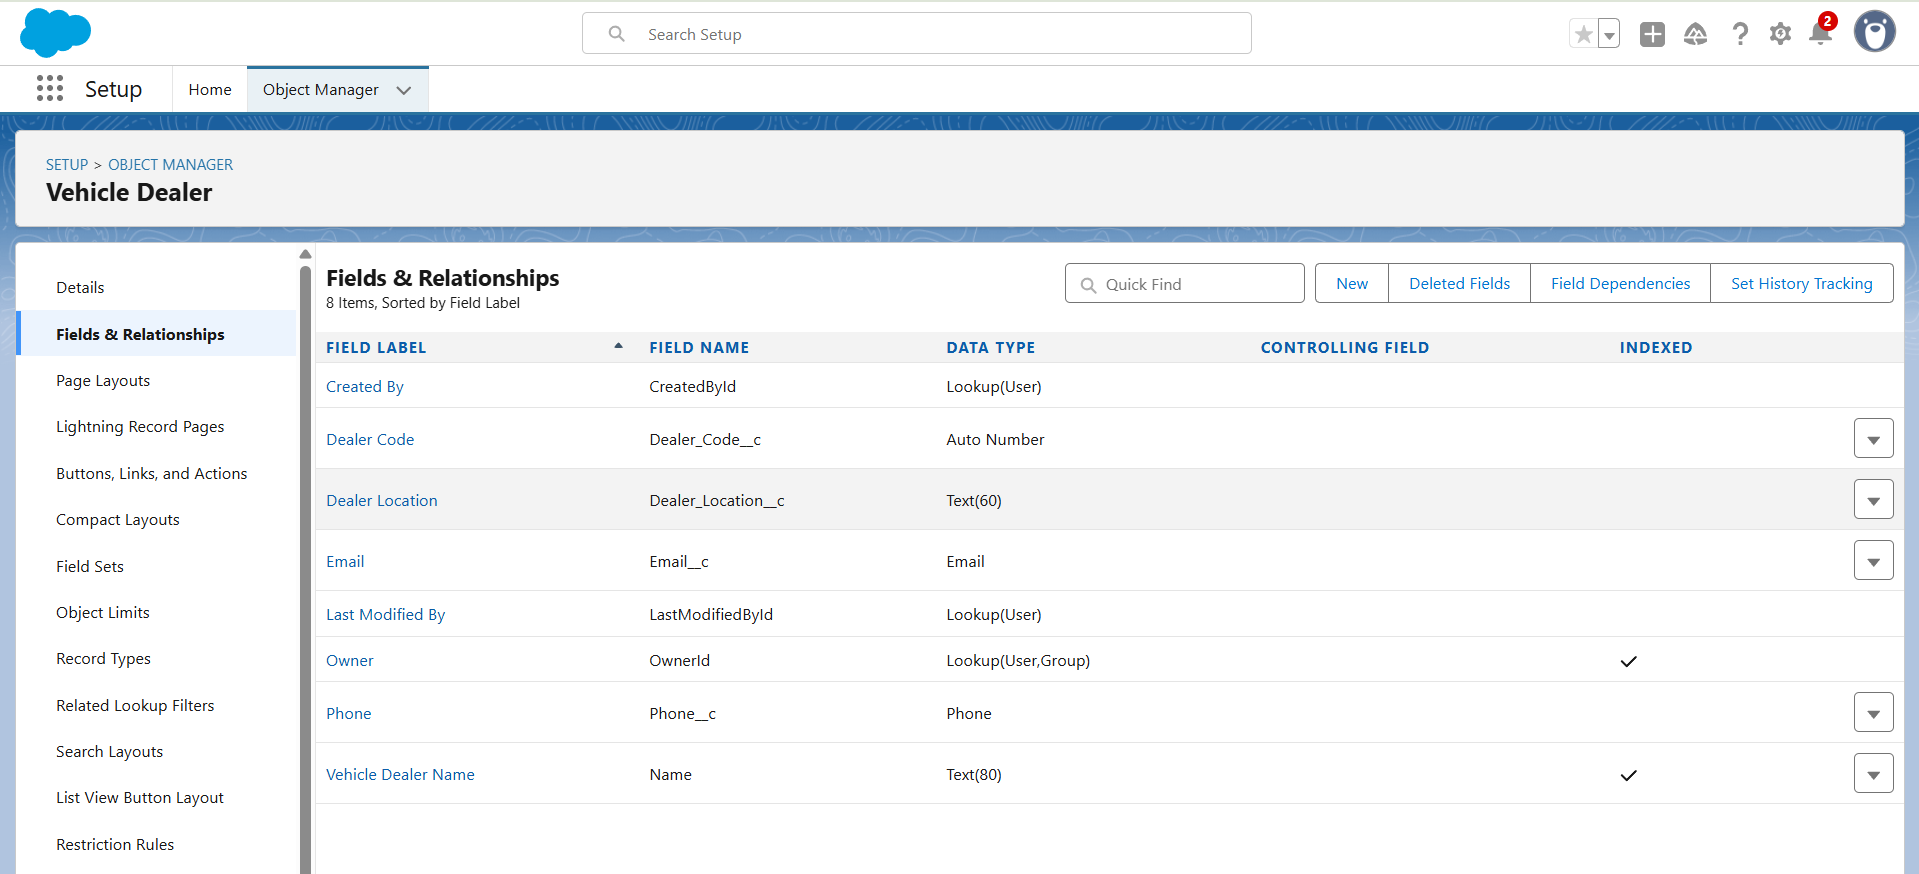 Search Setup
2
Setup
Home
Object Manager
SETUP > OBJECT MANAGER
Vehicle Dealer
Details
Fields & Relationships
Page Layouts
Lightning Record Pages
Buttons, Links, and Actions
Compact Layouts
Field Sets
Object Limits
Record Types
Related Lookup Filters
Search Layouts
List View Button Layout
Restriction Rules
Fields & Relationships
8 Items, Sorted by Field Label
Quick Find
New
Deleted Fields
Field Dependencies
Set History Tracking
FIELD LABEL FIELD NAME DATA TYPE CONTROLLING FIELD INDEXED
Created By CreatedById Lookup(User)
Dealer Code Dealer_Code__c Auto Number
Dealer Location Dealer_Location__c Text(60)
Email Email__c Email
Last Modified By LastModifiedById Lookup(User)
Owner OwnerId Lookup(User,Group)
Phone Phone__c Phone
Vehicle Dealer Name Name Text(80)